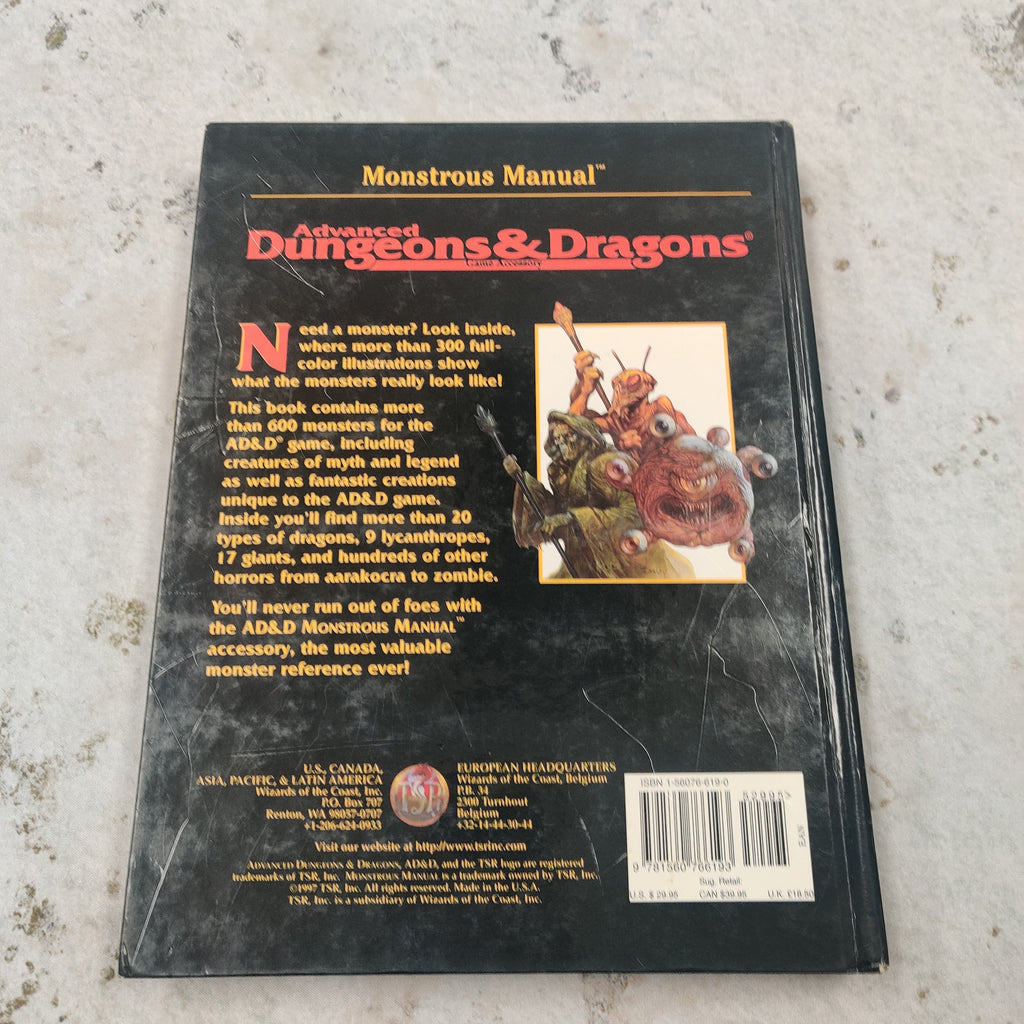 Monstrous Manual™
Advanced
Dungeons & Dragons®
Game Accessory
Need a monster? Look inside,
where more than 300 full-
color illustrations show
what the monsters really look like!
This book contains more
than 600 monsters for the
AD&D® game, including
creatures of myth and legend
as well as fantastic creations
unique to the AD&D game.
Inside you'll find more than 20
types of dragons, 9 lycanthropes,
17 giants, and hundreds of other
horrors from aarakocra to zombie.
You'll never run out of foes with
the AD&D MONSTROUS MANUAL™
accessory, the most valuable
monster reference ever!
U.S., CANADA,
ASIA, PACIFIC, & LATIN AMERICA
Wizards of the Coast, Inc.
P.O. Box 707
Renton, WA 98057-0707
+1-206-624-0933
TSR
EUROPEAN HEADQUARTERS
Wizards of the Coast, Belgium
P.B. 34
2300 Turnhout
Belgium
+32-14-44-30-44
Visit our website at http://www.tsrinc.com
ADVANCED DUNGEONS & DRAGONS, AD&D, and the TSR logo are registered
trademarks of TSR, Inc. MONSTROUS MANUAL is a trademark owned by TSR, Inc.
©1997 TSR, Inc. All rights reserved. Made in the U.S.A.
TSR, Inc. is a subsidiary of Wizards of the Coast, Inc.
ISBN 1-56076-619-0
52995>
EAN
9 781560 766193
Sug. Retail:
U.S. $ 29.95 CAN $39.95 U.K. £18.50